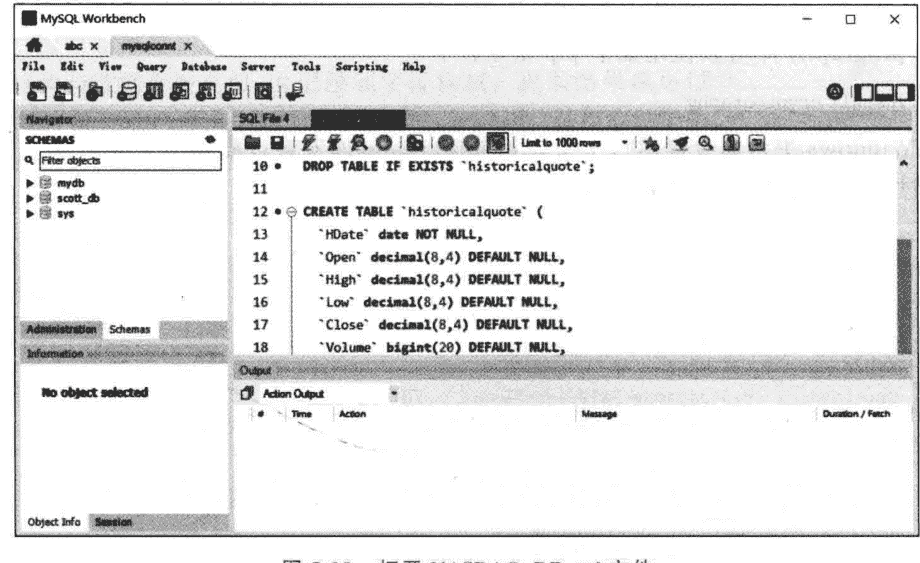 MySQL Workbench
abc × mysqlconnt ×
File Edit View Query Database Server Tools Scripting Help
Navigator
SCHEMAS
Filter objects
mydb
scott_db
sys
Administration Schemas
Information
No object selected
Object Info Session
SQL File 4
Limit to 1000 rows
10 DROP TABLE IF EXISTS `historicalquote`;
11
12 CREATE TABLE `historicalquote` (
13 `HDate` date NOT NULL,
14 `Open` decimal(8,4) DEFAULT NULL,
15 `High` decimal(8,4) DEFAULT NULL,
16 `Low` decimal(8,4) DEFAULT NULL,
17 `Close` decimal(8,4) DEFAULT NULL,
18 `Volume` bigint(20) DEFAULT NULL,
Output
Action Output
# Time Action Message Duration / Fetch